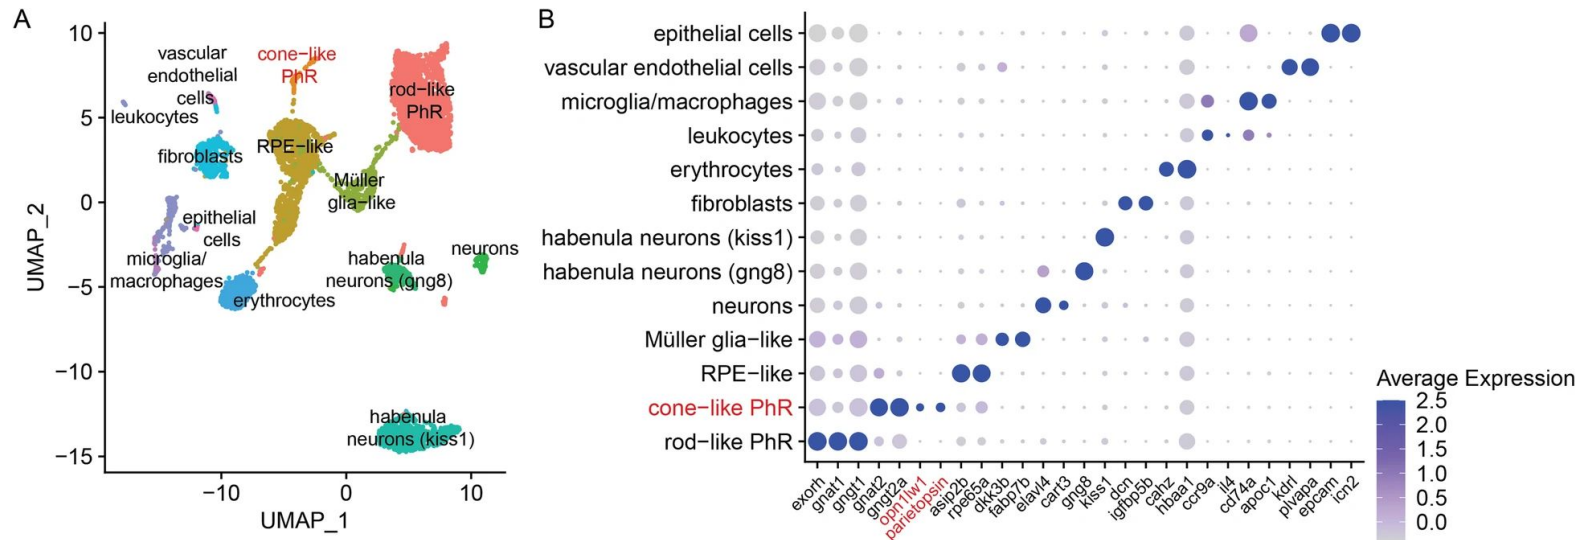 A
10
5
0
−5
−10
−15
UMAP_2
−10
0
10
UMAP_1
vascular
endothelial
cells
leukocytes
cone−like
PhR
rod−like
PhR
fibroblasts
RPE−like
Müller
glia−like
epithelial
cells
microglia/
macrophages
erythrocytes
habenula
neurons (gng8)
neurons
habenula
neurons (kiss1)
B
epithelial cells
vascular endothelial cells
microglia/macrophages
leukocytes
erythrocytes
fibroblasts
habenula neurons (kiss1)
habenula neurons (gng8)
neurons
Müller glia−like
RPE−like
cone−like PhR
rod−like PhR
exorh
gnat1
gngt1
gnat2
gngt2a
opn1lw1
parietopsin
asip2b
rpe65a
dkk3b
fabp7b
elavl4
cart3
gng8
kiss1
dcn
igfbp5b
cahz
hbaa1
ccr9a
il4
cd74a
apoc1
kdrl
plvapa
epcam
icn2
Average Expression
2.5
2.0
1.5
1.0
0.5
0.0